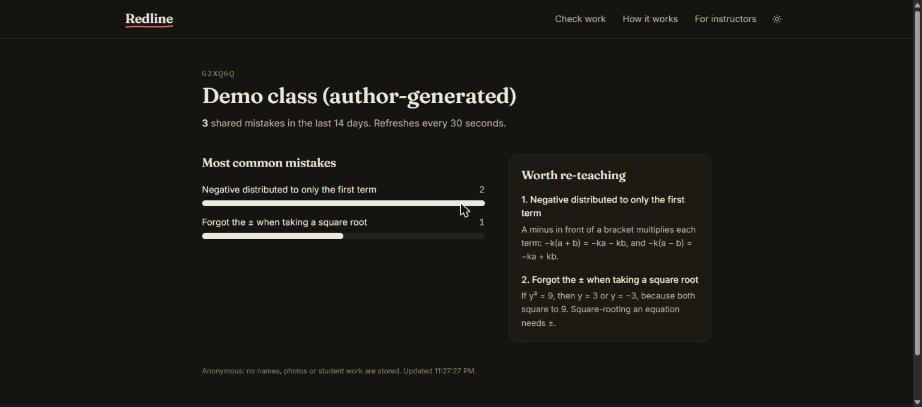 Redline
Check work
How it works
For instructors
G2XQ6Q
Demo class (author-generated)
3 shared mistakes in the last 14 days. Refreshes every 30 seconds.
Most common mistakes
Negative distributed to only the first term 2
Forgot the ± when taking a square root 1
Worth re-teaching
1. Negative distributed to only the first
term
A minus in front of a bracket multiplies each
term: −k(a + b) = −ka − kb, and −k(a − b) =
−ka + kb.
2. Forgot the ± when taking a square root
If y² = 9, then y = 3 or y = −3, because both
square to 9. Square-rooting an equation
needs ±.
Anonymous: no names, photos or student work are stored. Updated 11:27:27 PM.